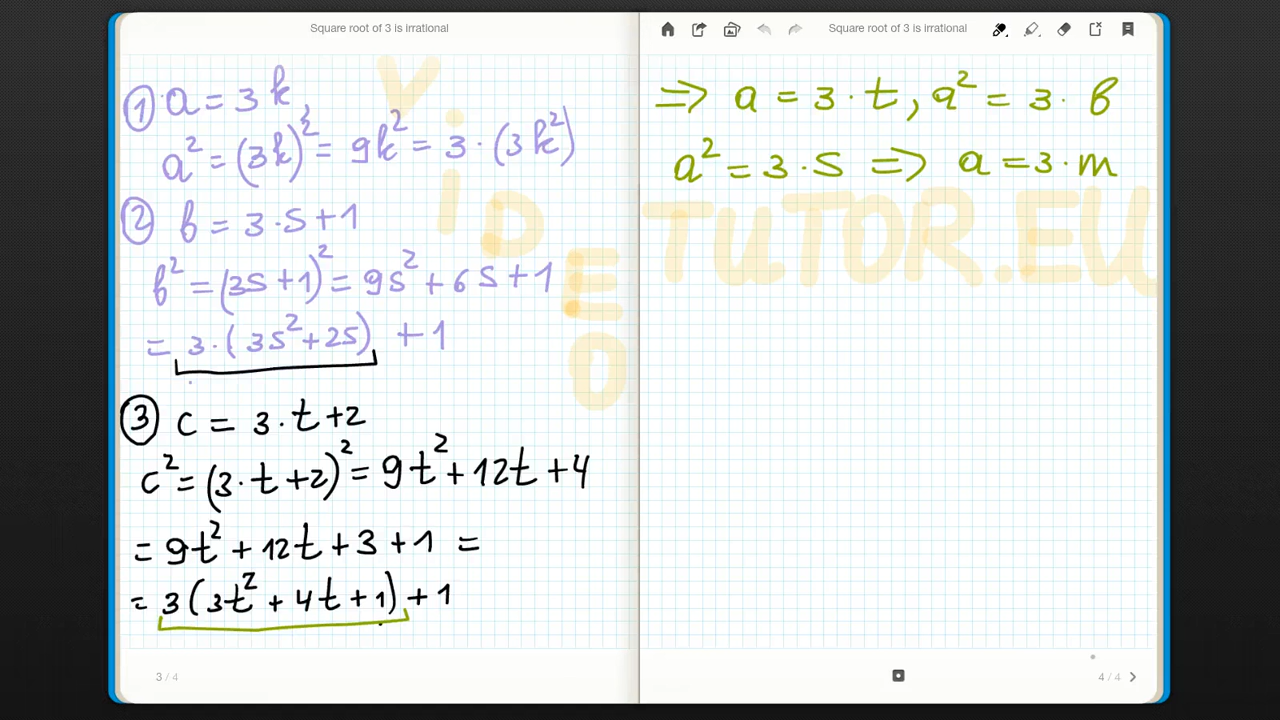 Square root of 3 is irrational
① a = 3k,
a² = (3k)² = 9k² = 3 · (3k²)
② b = 3 · s + 1
b² = (3s + 1)² = 9s² + 6s + 1
= 3 · (3s² + 2s) + 1
③ c = 3 · t + 2
c² = (3 · t + 2)² = 9t² + 12t + 4
= 9t² + 12t + 3 + 1 =
= 3(3t² + 4t + 1) + 1
3 / 4
ViDEO
Square root of 3 is irrational
⇒ a = 3 · t, a² = 3 · b
a² = 3 · s ⇒ a = 3 · m
TUTOR.EU
4 / 4